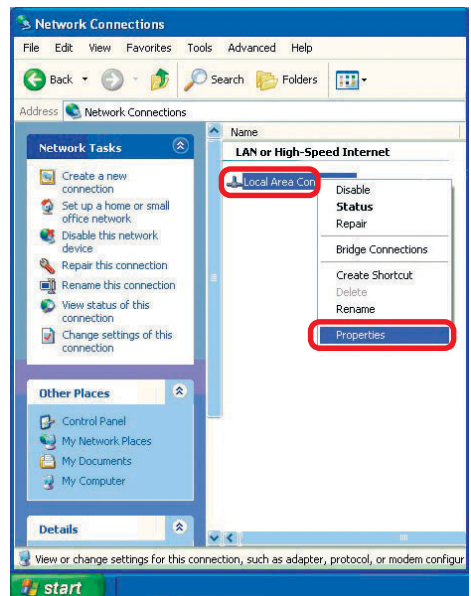 Network Connections
File Edit View Favorites Tools Advanced Help
Back Search Folders
Address Network Connections
Network Tasks
Create a new
connection
Set up a home or small
office network
Disable this network
device
Repair this connection
Rename this connection
View status of this
connection
Change settings of this
connection
Other Places
Control Panel
My Network Places
My Documents
My Computer
Details
Name
LAN or High-Speed Internet
Local Area Con
Disable
Status
Repair
Bridge Connections
Create Shortcut
Delete
Rename
Properties
View or change settings for this connection, such as adapter, protocol, or modem configur
start